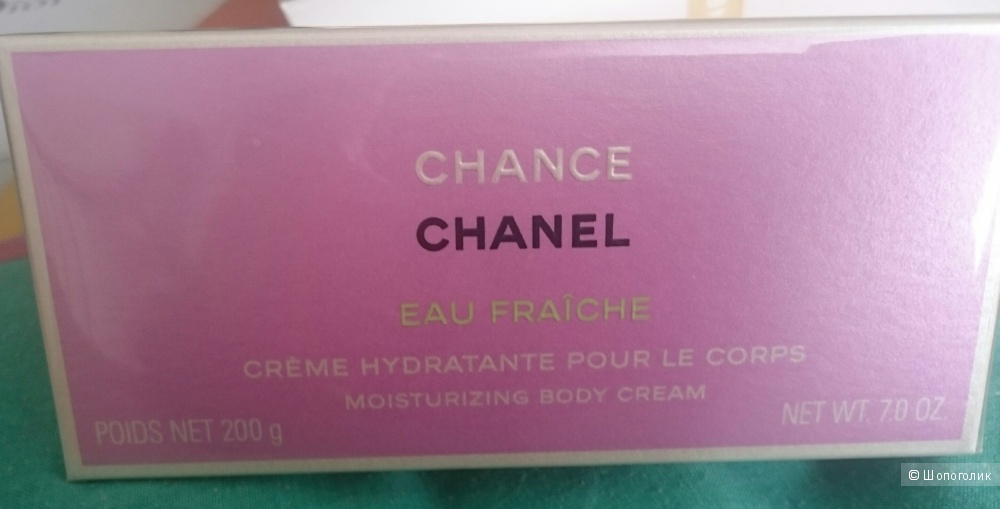 CHANCE
CHANEL
EAU FRAÎCHE
CRÈME HYDRATANTE POUR LE CORPS
MOISTURIZING BODY CREAM
POIDS NET 200 g
NET WT. 7.0 OZ.
© Шопоголик